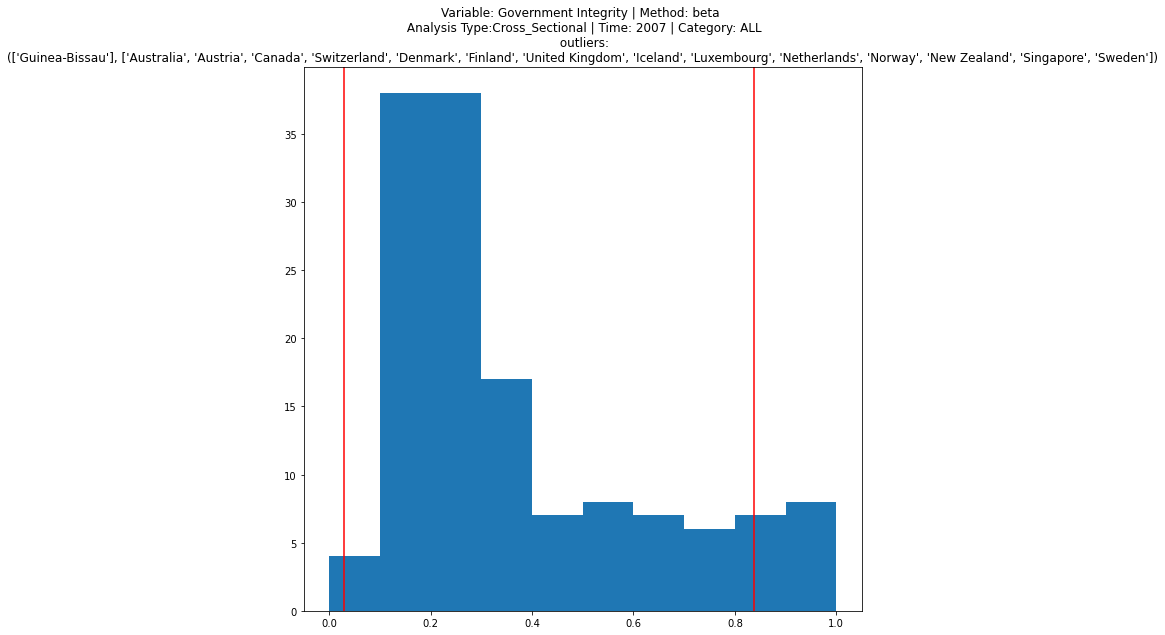 Variable: Government Integrity | Method: beta
Analysis Type:Cross_Sectional | Time: 2007 | Category: ALL
outliers:
(['Guinea-Bissau'], ['Australia', 'Austria', 'Canada', 'Switzerland', 'Denmark', 'Finland', 'United Kingdom', 'Iceland', 'Luxembourg', 'Netherlands', 'Norway', 'New Zealand', 'Singapore', 'Sweden'])
35
30
25
20
15
10
5
0
0.0 0.2 0.4 0.6 0.8 1.0